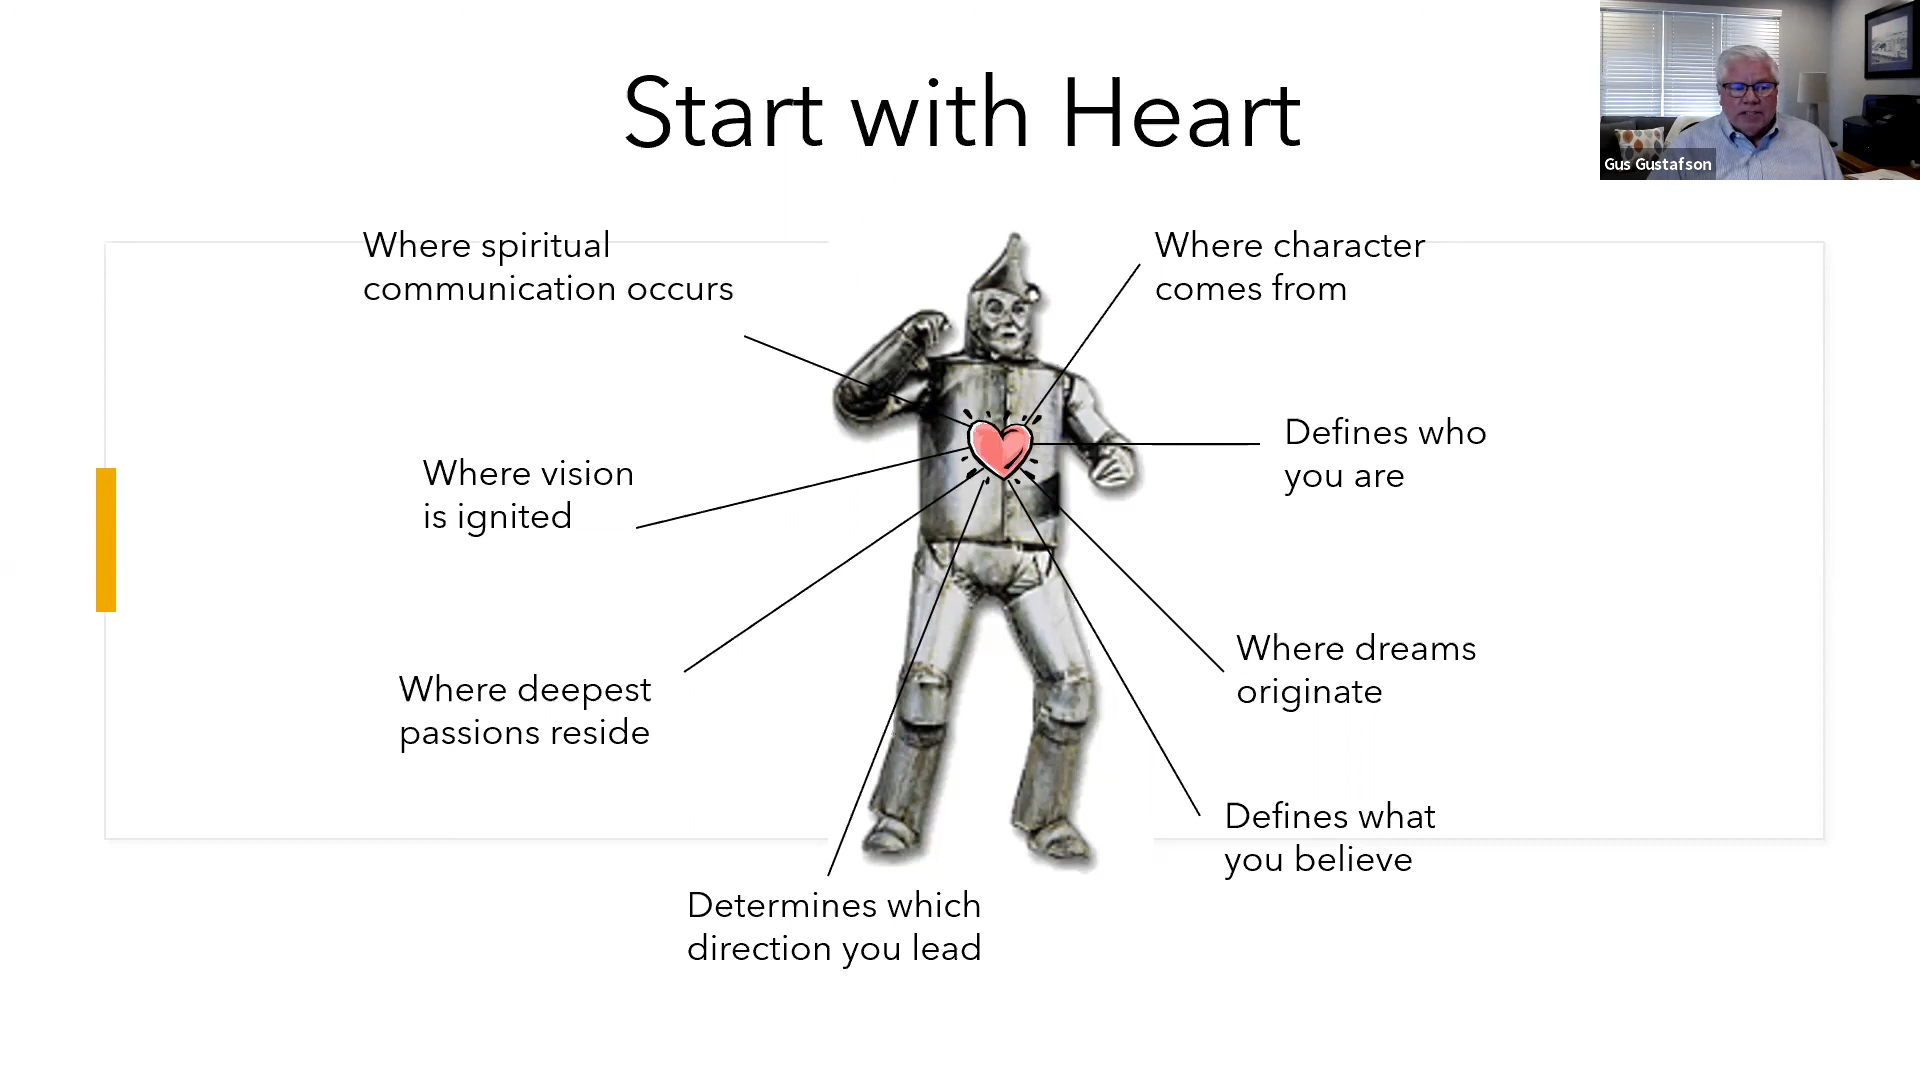 Start with Heart
Gus Gustafson
Where spiritual
communication occurs
Where character
comes from
Defines who
you are
Where vision
is ignited
Where dreams
originate
Where deepest
passions reside
Defines what
you believe
Determines which
direction you lead